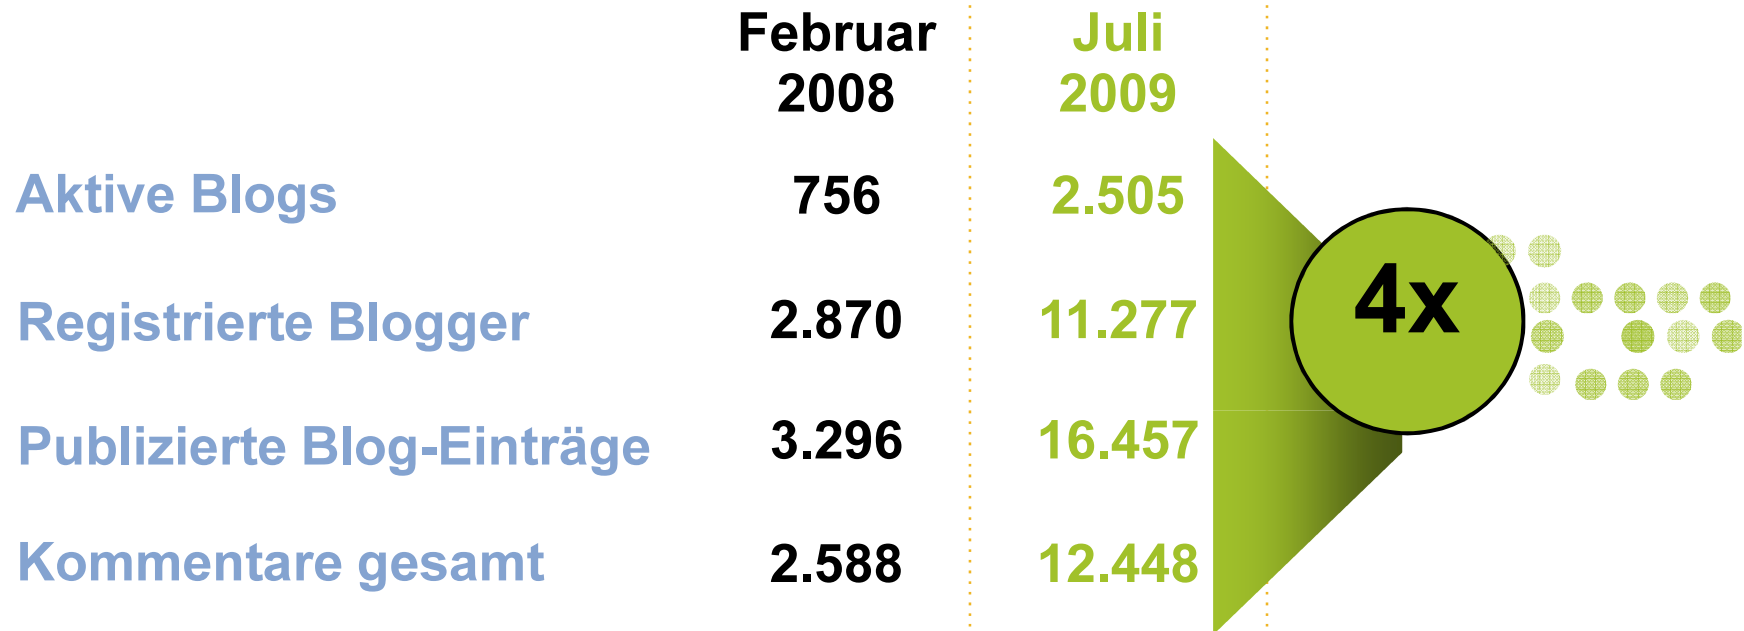 Februar Juli
2008 2009
Aktive Blogs 756 2.505
Registrierte Blogger 2.870 11.277 4x
Publizierte Blog-Einträge 3.296 16.457
Kommentare gesamt 2.588 12.448